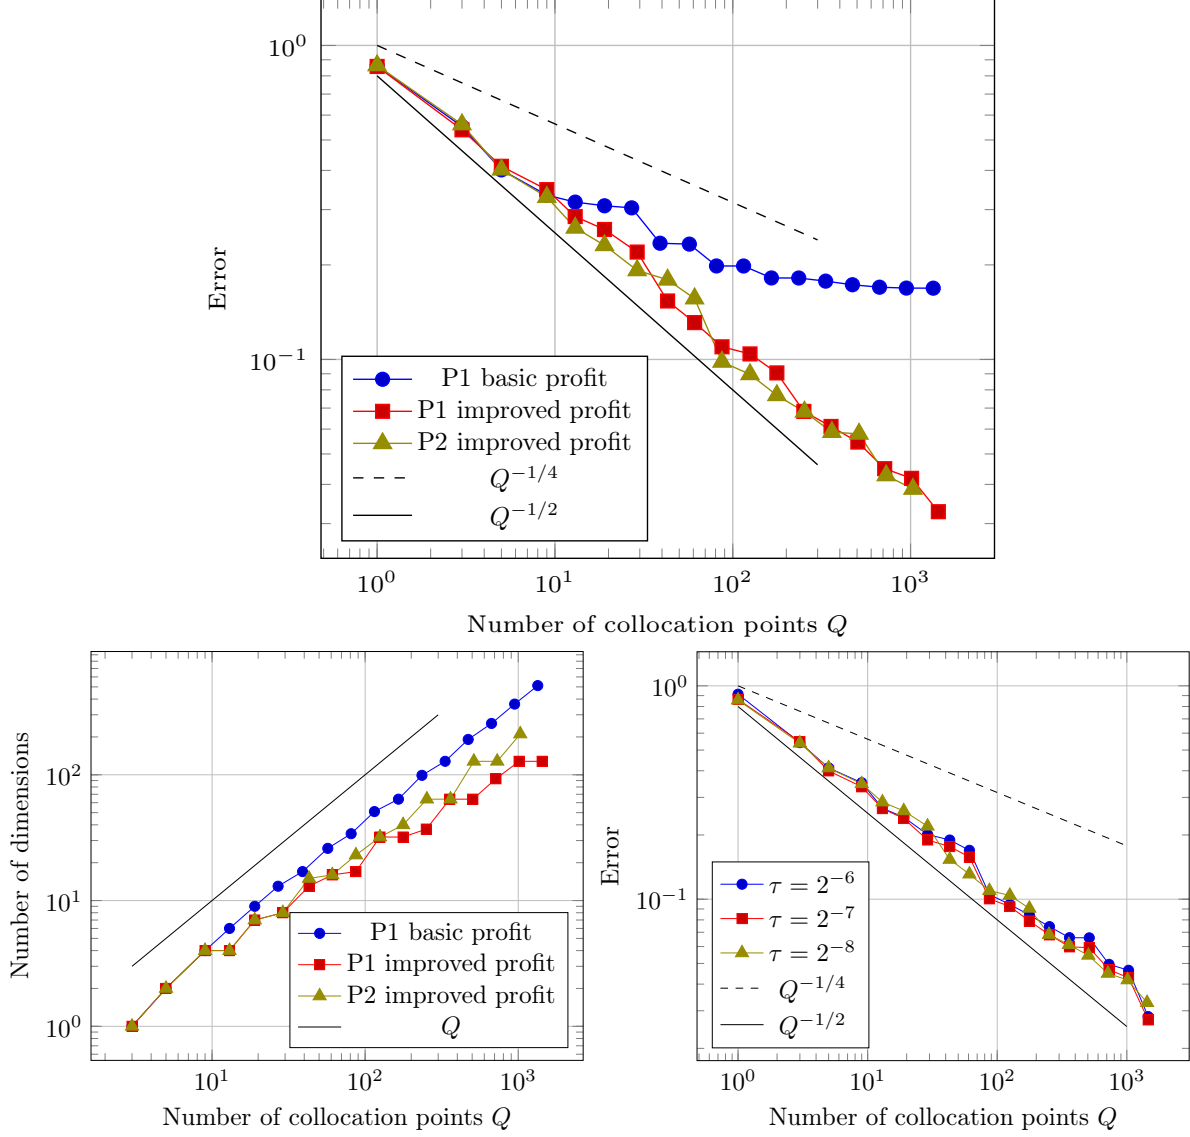 10^0
10^{-1}
Error
P1 basic profit
P1 improved profit
P2 improved profit
Q^{-1/4}
Q^{-1/2}
10^0 10^1 10^2 10^3
Number of collocation points Q
10^2
10^1
10^0
Number of dimensions
P1 basic profit
P1 improved profit
P2 improved profit
Q
10^1 10^2 10^3
Number of collocation points Q
10^0
10^{-1}
Error
τ = 2^{-6}
τ = 2^{-7}
τ = 2^{-8}
Q^{-1/4}
Q^{-1/2}
10^0 10^1 10^2 10^3
Number of collocation points Q